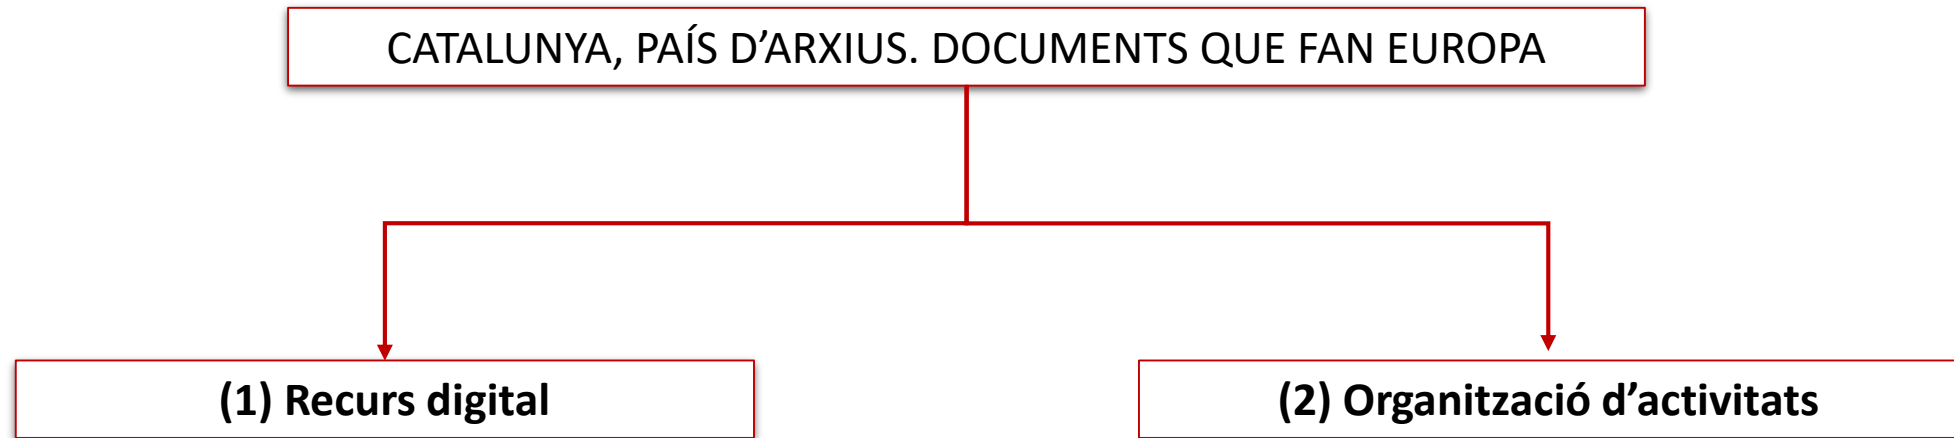 CATALUNYA, PAÍS D’ARXIUS. DOCUMENTS QUE FAN EUROPA
(1) Recurs digital
(2) Organització d’activitats